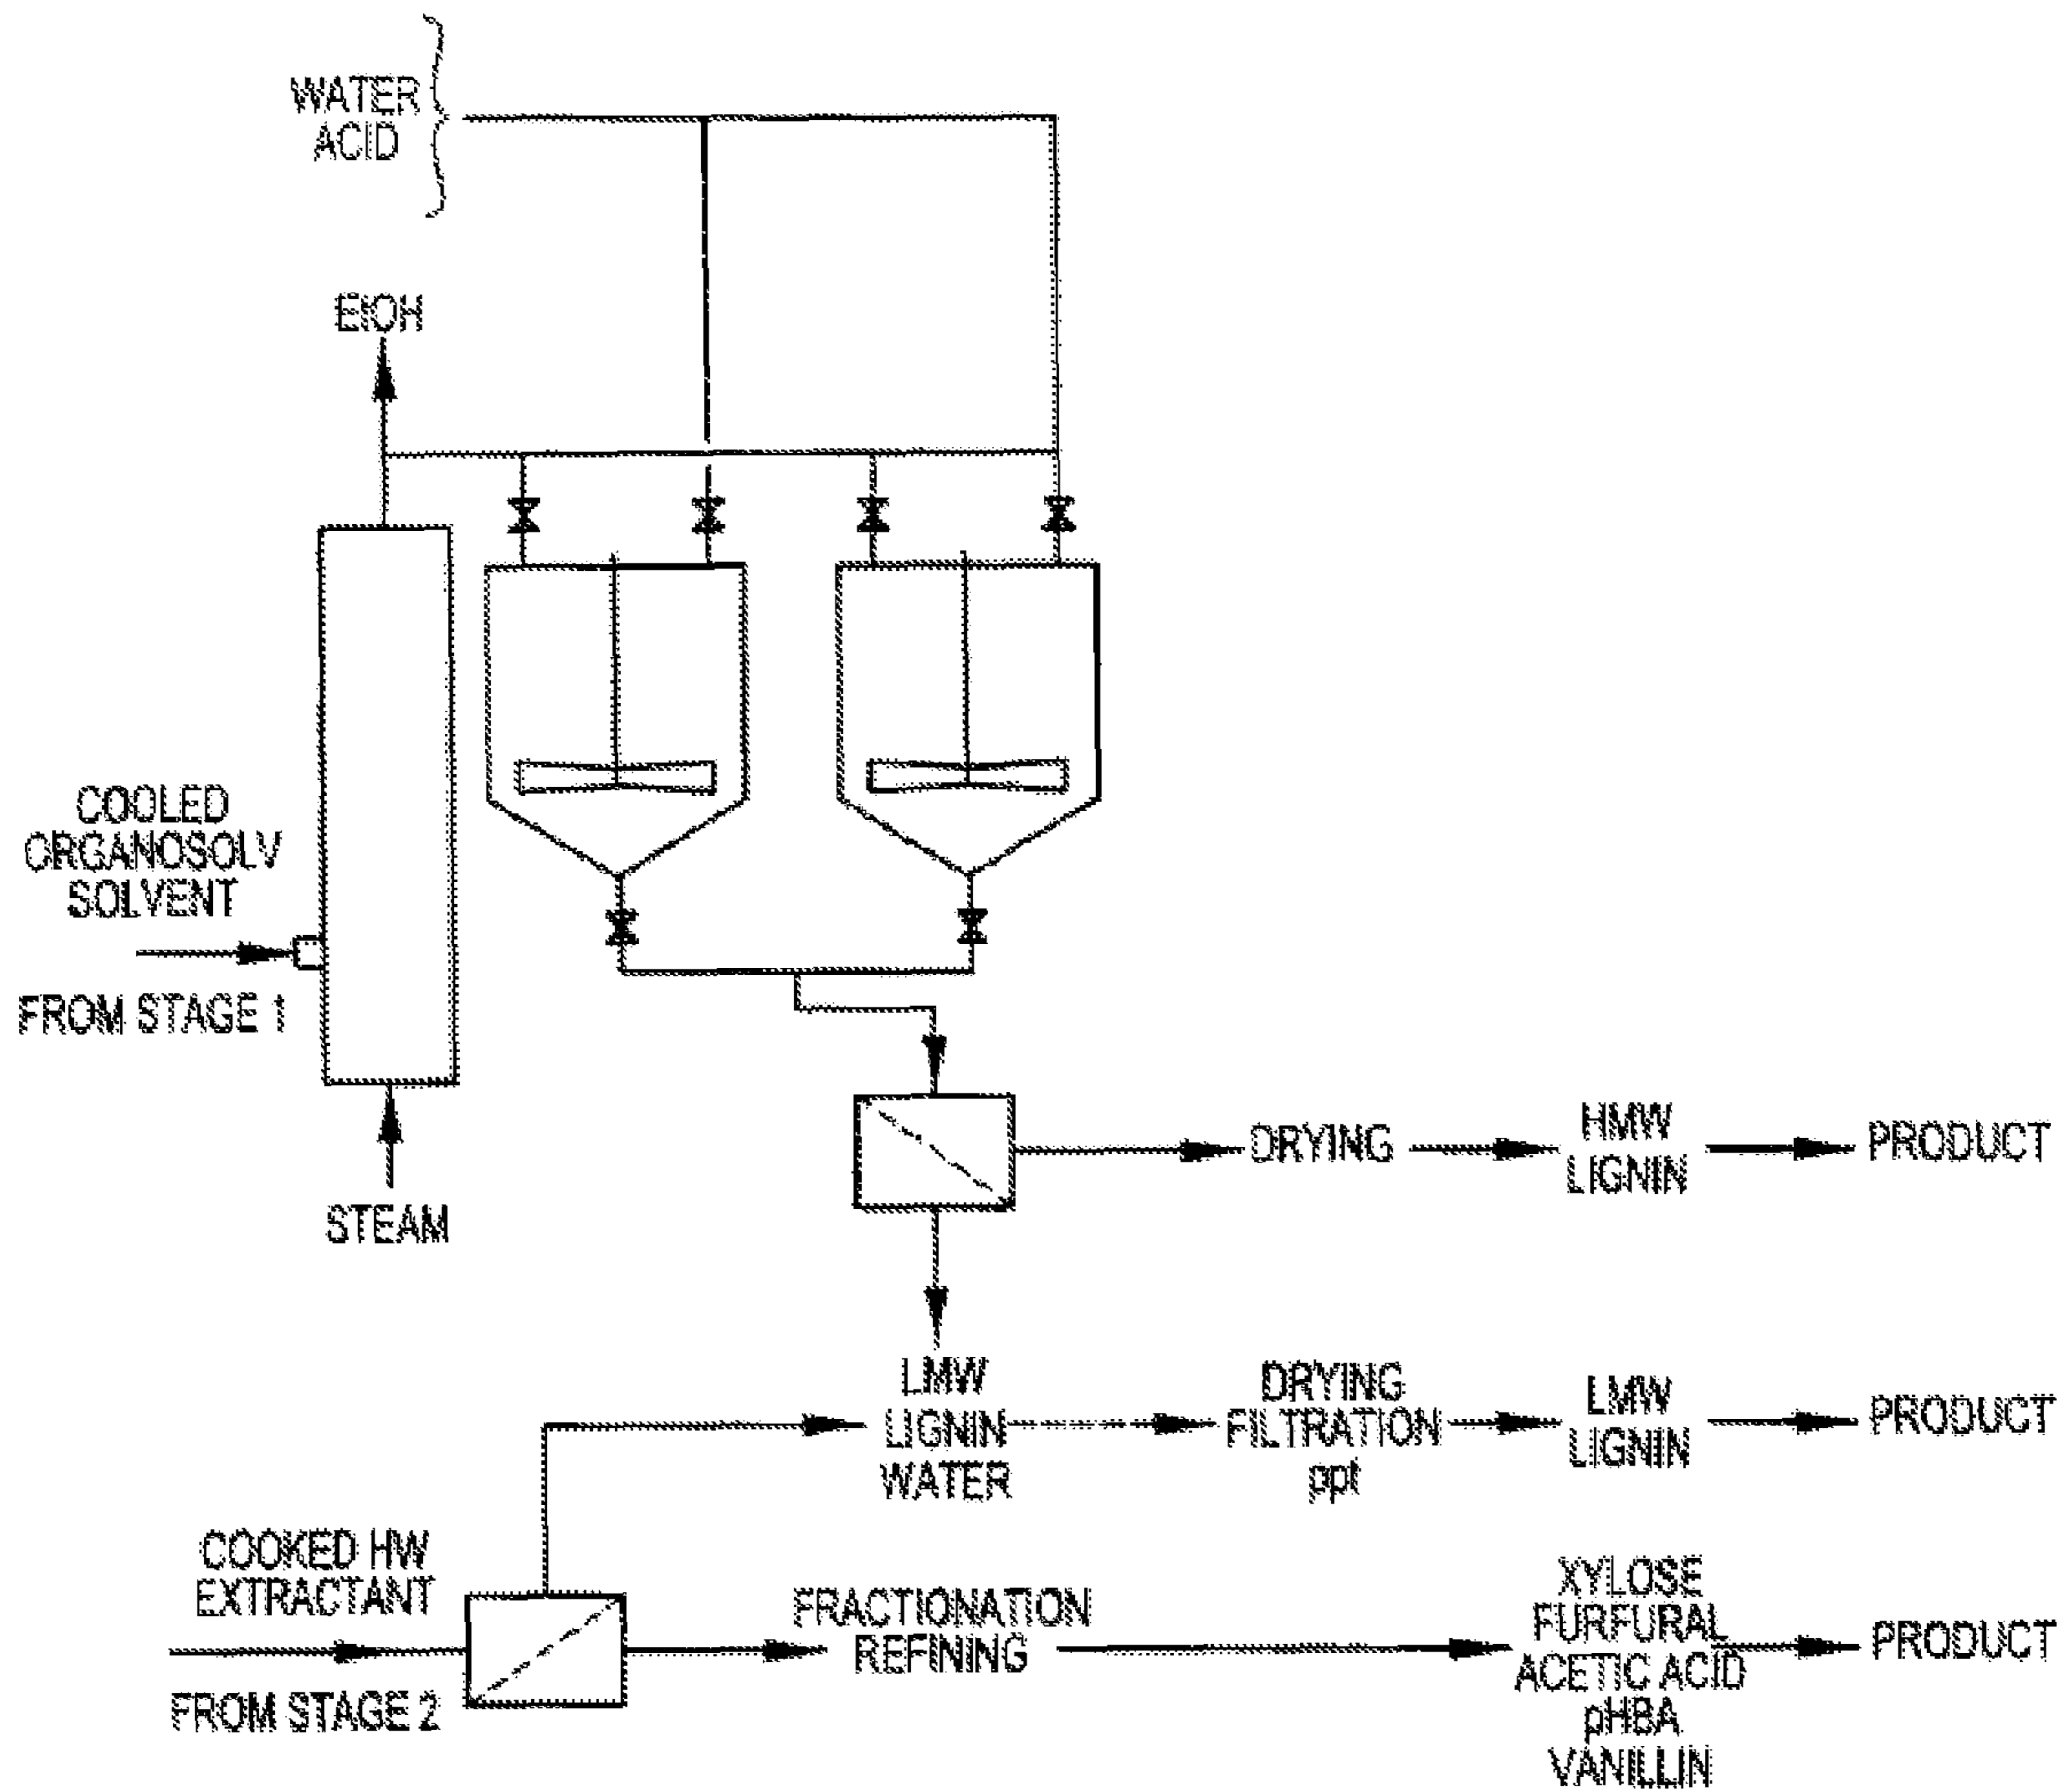 WATER
ACID
EIOH
COOLED
ORGANOSOLV
SOLVENT
FROM STAGE 1
STEAM
DRYING
HMW
LIGNIN
PRODUCT
LMW
LIGNIN
WATER
DRYING
FILTRATION
ppt
LMW
LIGNIN
PRODUCT
COOKED HW
EXTRACTANT
FROM STAGE 2
FRACTIONATION
REFINING
XYLOSE
FURFURAL
ACETIC ACID
pHBA
VANILLIN
PRODUCT